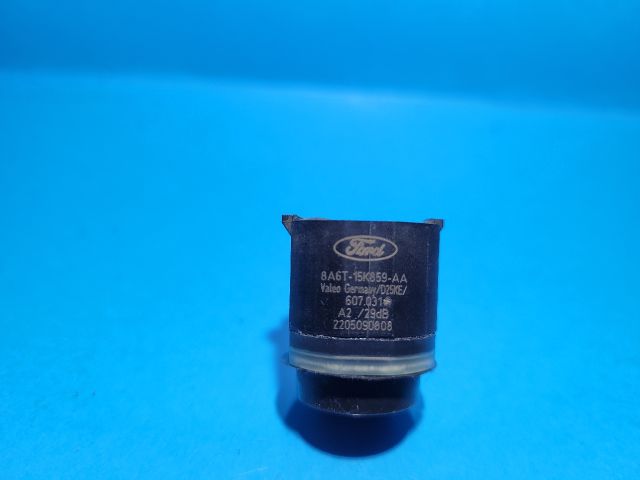 Ford
8A6T-15K859-AA
Valeo Germany/D25KE/
607.031
A2 /29dB
2205090808